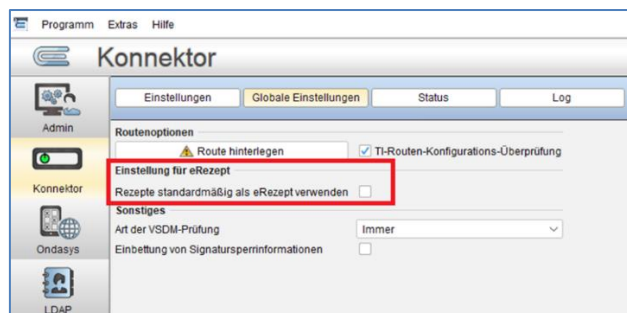 Programm Extras Hilfe
Konnektor
Einstellungen Globale Einstellungen Status Log
Admin
Routenoptionen
Route hinterlegen TI-Routen-Konfigurations-Überprüfung
Einstellung für eRezept
Konnektor
Rezepte standardmäßig als eRezept verwenden
Sonstiges
Art der VSDM-Prüfung Immer
Ondasys
Einbettung von Signatursperrinformationen
LDAP